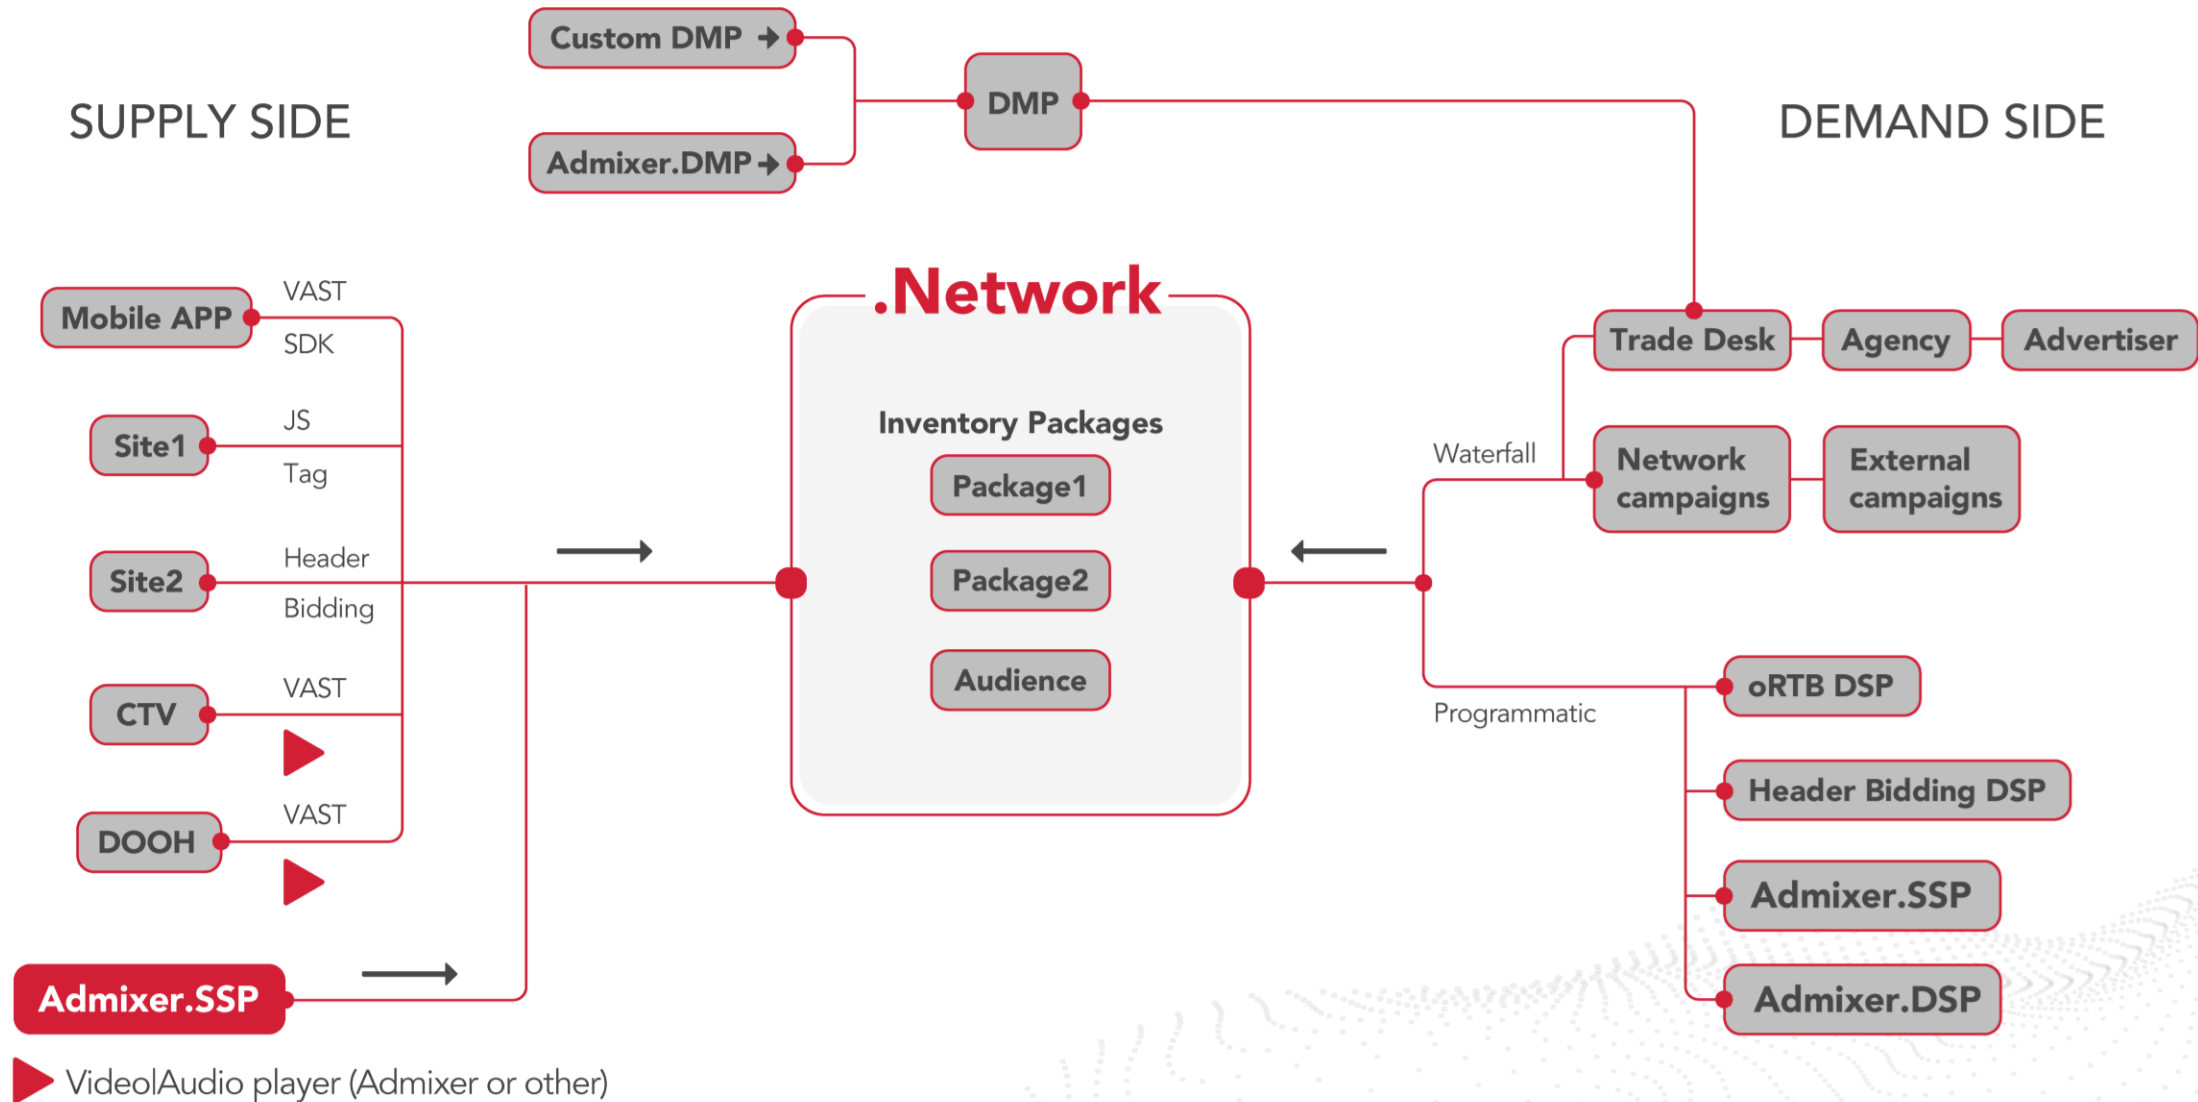 Custom DMP
SUPPLY SIDE
DMP
DEMAND SIDE
Admixer.DMP
.Network
Mobile APP
VAST
SDK
Site1
JS
Tag
Site2
Header
Bidding
CTV
VAST
DOOH
VAST
Admixer.SSP
Video|Audio player (Admixer or other)
Inventory Packages
Package1
Package2
Audience
Waterfall
Trade Desk
Agency
Advertiser
Network
campaigns
External
campaigns
Programmatic
oRTB DSP
Header Bidding DSP
Admixer.SSP
Admixer.DSP